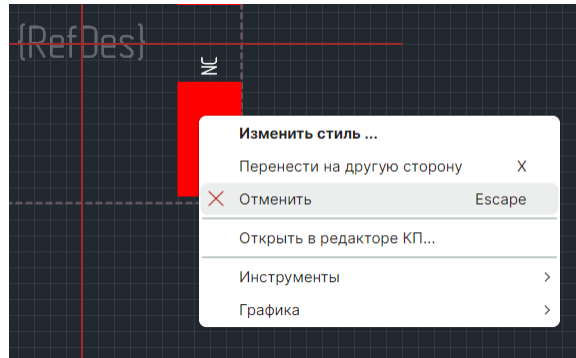 {RefDes}
NC
Изменить стиль ...
Перенести на другую сторону X
Отменить Escape
Открыть в редакторе КП...
Инструменты
Графика